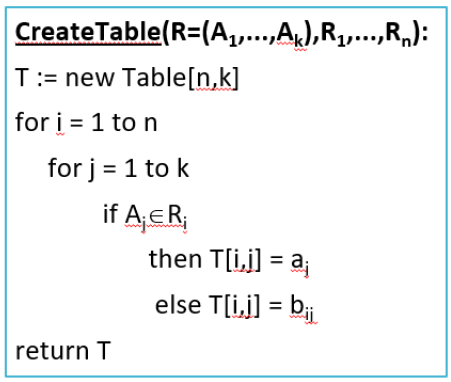 CreateTable(R=(A₁,...,Aₖ),R₁,...,Rₙ):
T := new Table[n,k]
for i = 1 to n
for j = 1 to k
if Aⱼ∈Rᵢ
then T[i,j] = aⱼ
else T[i,j] = bᵢⱼ
return T